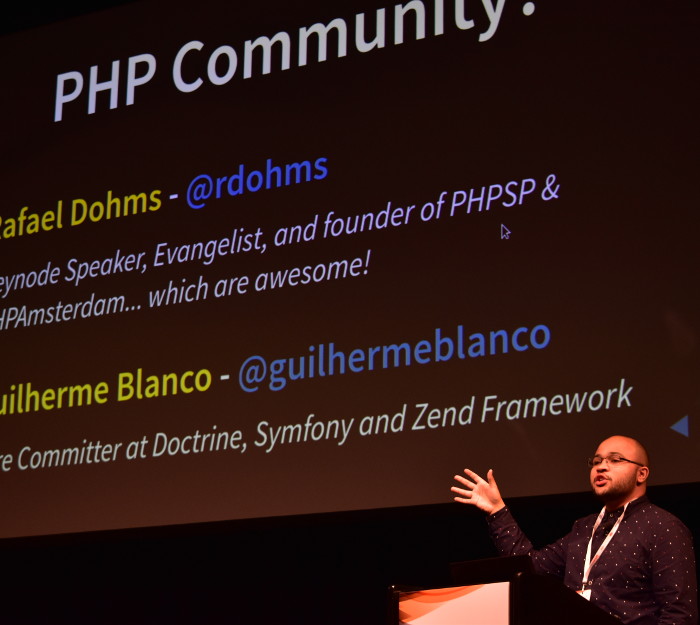 PHP Community?
Rafael Dohms - @rdohms
eynode Speaker, Evangelist, and founder of PHPSP &
HPAmsterdam... which are awesome!
uilherme Blanco - @guilhermeblanco
re Committer at Doctrine, Symfony and Zend Framework